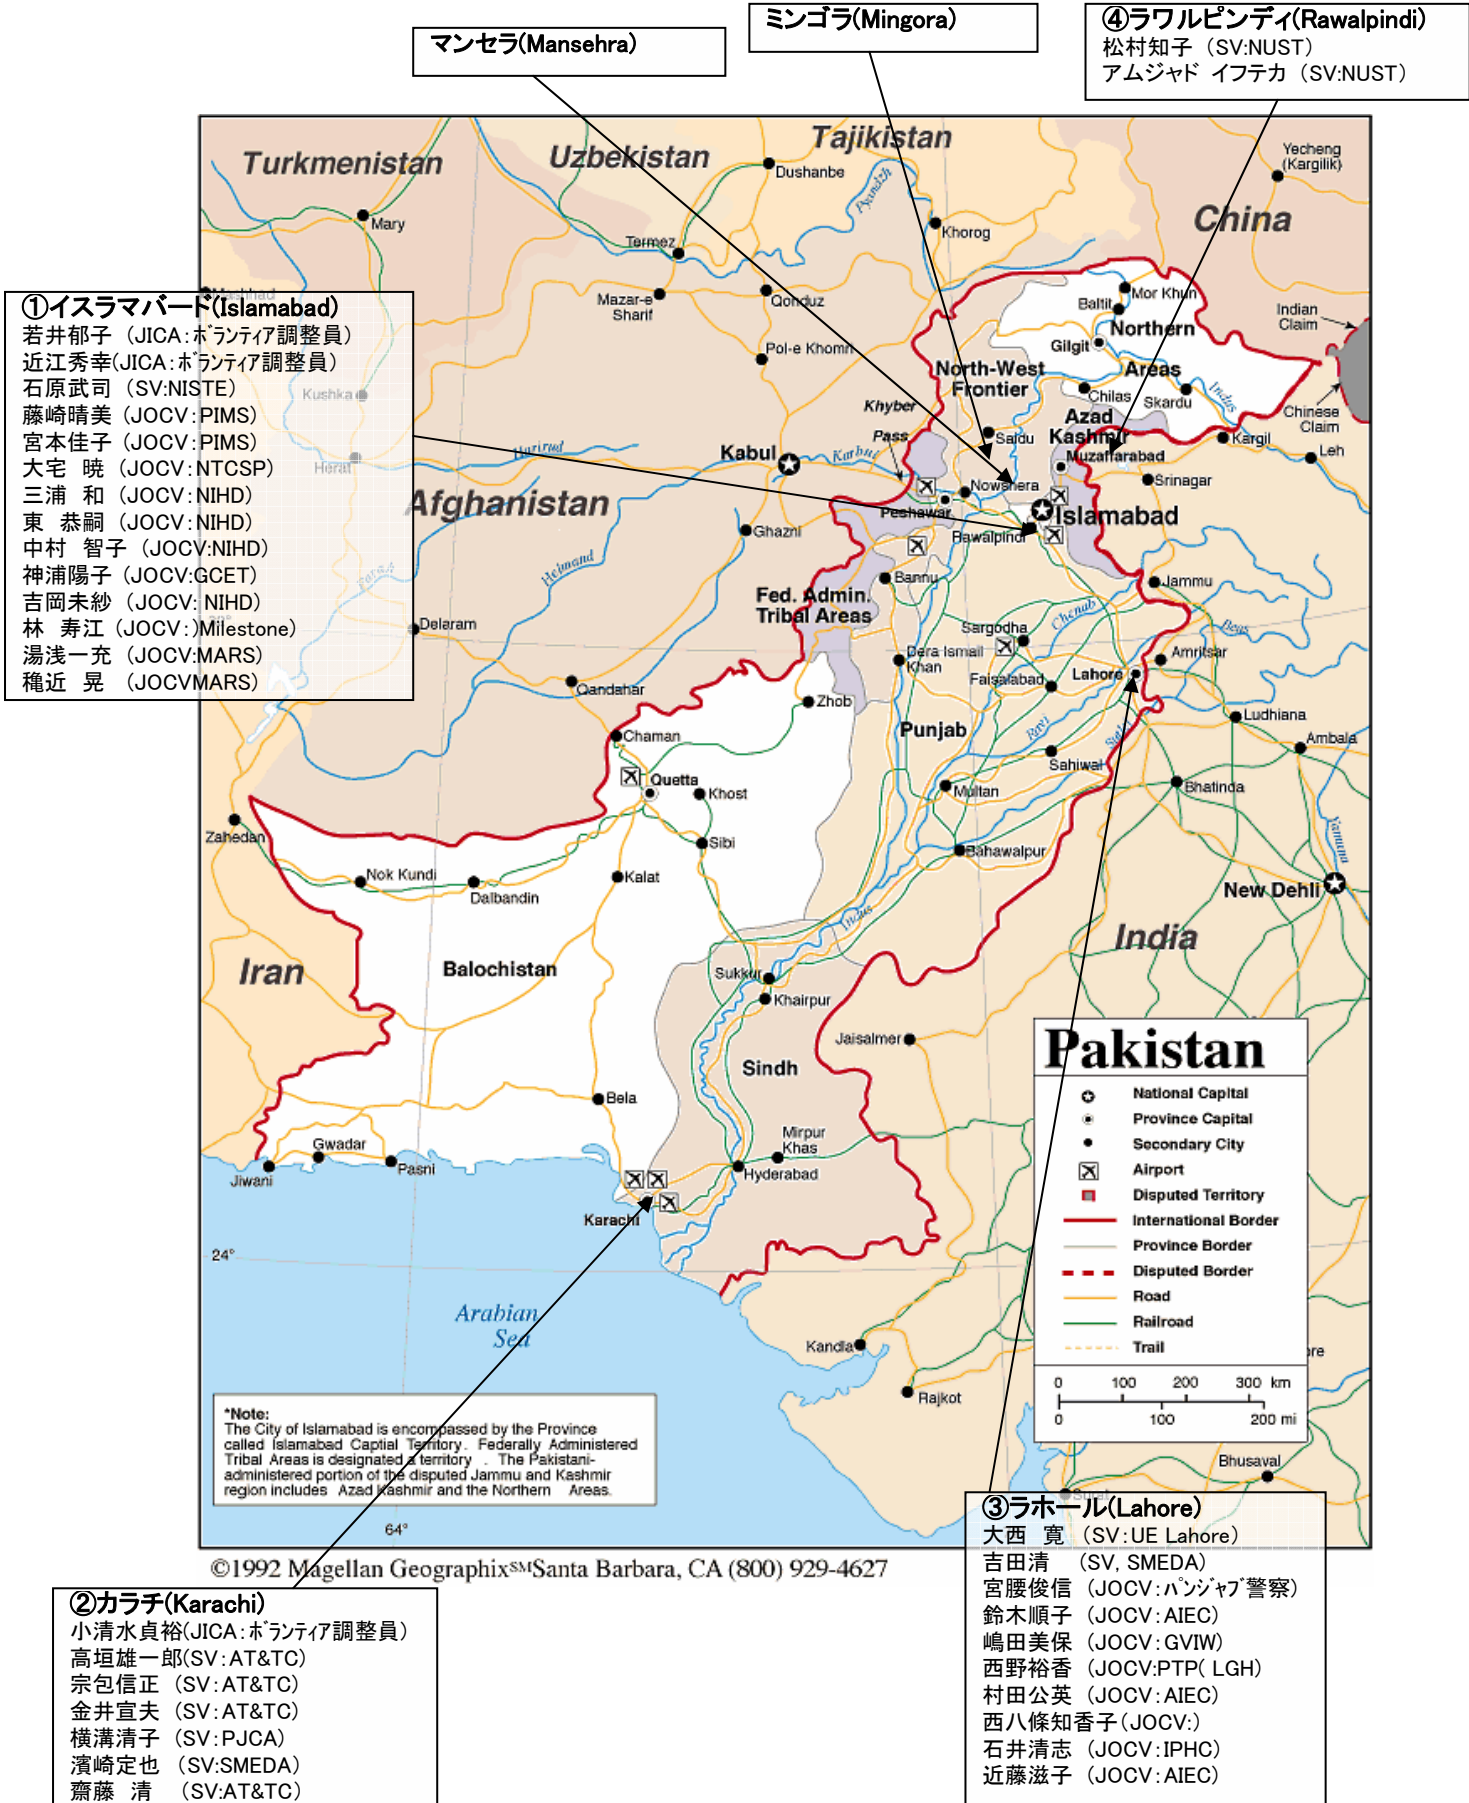 マンセラ(Mansehra)
ミンゴラ(Mingora)
④ラワルピンディ(Rawalpindi)
松村知子 (SV:NUST)
アムジャド イフテカ (SV:NUST)
①イスラマバード(Islamabad)
若井郁子 (JICA:ﾎﾞﾗﾝﾃｨｱ調整員)
近江秀幸(JICA:ﾎﾞﾗﾝﾃｨｱ調整員)
石原武司 (SV:NISTE)
藤崎晴美 (JOCV:PIMS)
宮本佳子 (JOCV:PIMS)
大宅 暁 (JOCV:NTCSP)
三浦 和 (JOCV:NIHD)
東 恭嗣 (JOCV:NIHD)
中村 智子 (JOCV:NIHD)
神浦陽子 (JOCV:GCET)
吉岡未紗 (JOCV: NIHD)
林 寿江 (JOCV:)Milestone)
湯浅一充 (JOCV:MARS)
穐近 晃 (JOCVMARS)
Turkmenistan
Uzbekistan
Tajikistan
China
Dushanbe
Yecheng
(Kargilik)
Mary
Termez
Pyandzh
Khorog
Mashhad
Mazar-e
Sharif
Qonduz
Pol-e Khomri
Baltit
Mor Khun
Northern
Areas
Gilgit
Indian
Claim
North-West
Frontier
Chilas
Skardu
Indus
Chinese
Claim
Kushka
Khyber
Pass
Azad
Kashmir
Saidu
Muzaffarabad
Kargil
Leh
Herat
Harirud
Kabul
Karbul
Nowshera
Srinagar
Afghanistan
Peshawar
Islamabad
Rawalpindi
Ghazni
Helmand
Farah
Bannu
Jammu
Fed. Admin.
Tribal Areas
Chenab
Delaram
Sargodha
Beas
Dera Ismail
Khan
Amritsar
Faisalabad
Lahore
Qandahar
Zhob
Ludhiana
Chaman
Punjab
Ravi
Sutlej
Ambala
Sahiwal
Quetta
Khost
Multan
Bhatinda
Zahedan
Sibi
Bahawalpur
Yamuna
Nok Kundi
Dalbandin
Kalat
New Dehli
Indus
India
Iran
Balochistan
Sukkur
Khairpur
Jaisalmer
Sindh
Bela
Mirpur
Khas
Gwadar
Jiwani
Pasni
Hyderabad
Karachi
24°
Arabian
Sea
Kandla
Rajkot
Bhusaval
Surat
ore
Pakistan
National Capital
Province Capital
Secondary City
Airport
Disputed Territory
International Border
Province Border
Disputed Border
Road
Railroad
Trail
0 100 200 300 km
0 100 200 mi
*Note:
The City of Islamabad is encompassed by the Province
called Islamabad Captial Territory. Federally Administered
Tribal Areas is designated a territory . The Pakistani-
administered portion of the disputed Jammu and Kashmir
region includes Azad Kashmir and the Northern Areas.
64°
©1992 Magellan Geographix℠Santa Barbara, CA (800) 929-4627
③ラホール(Lahore)
大西 寛 (SV:UE Lahore)
吉田清 (SV, SMEDA)
宮腰俊信 (JOCV:ﾊﾟﾝｼﾞｬﾌﾞ警察)
鈴木順子 (JOCV:AIEC)
嶋田美保 (JOCV:GVIW)
西野裕香 (JOCV:PTP( LGH)
村田公英 (JOCV:AIEC)
西八條知香子(JOCV:)
石井清志 (JOCV:IPHC)
近藤滋子 (JOCV:AIEC)
②カラチ(Karachi)
小清水貞裕(JICA:ﾎﾞﾗﾝﾃｨｱ調整員)
高垣雄一郎(SV:AT&TC)
宗包信正 (SV:AT&TC)
金井宣夫 (SV:AT&TC)
横溝清子 (SV:PJCA)
濱崎定也 (SV:SMEDA)
齋藤 清 (SV:AT&TC)